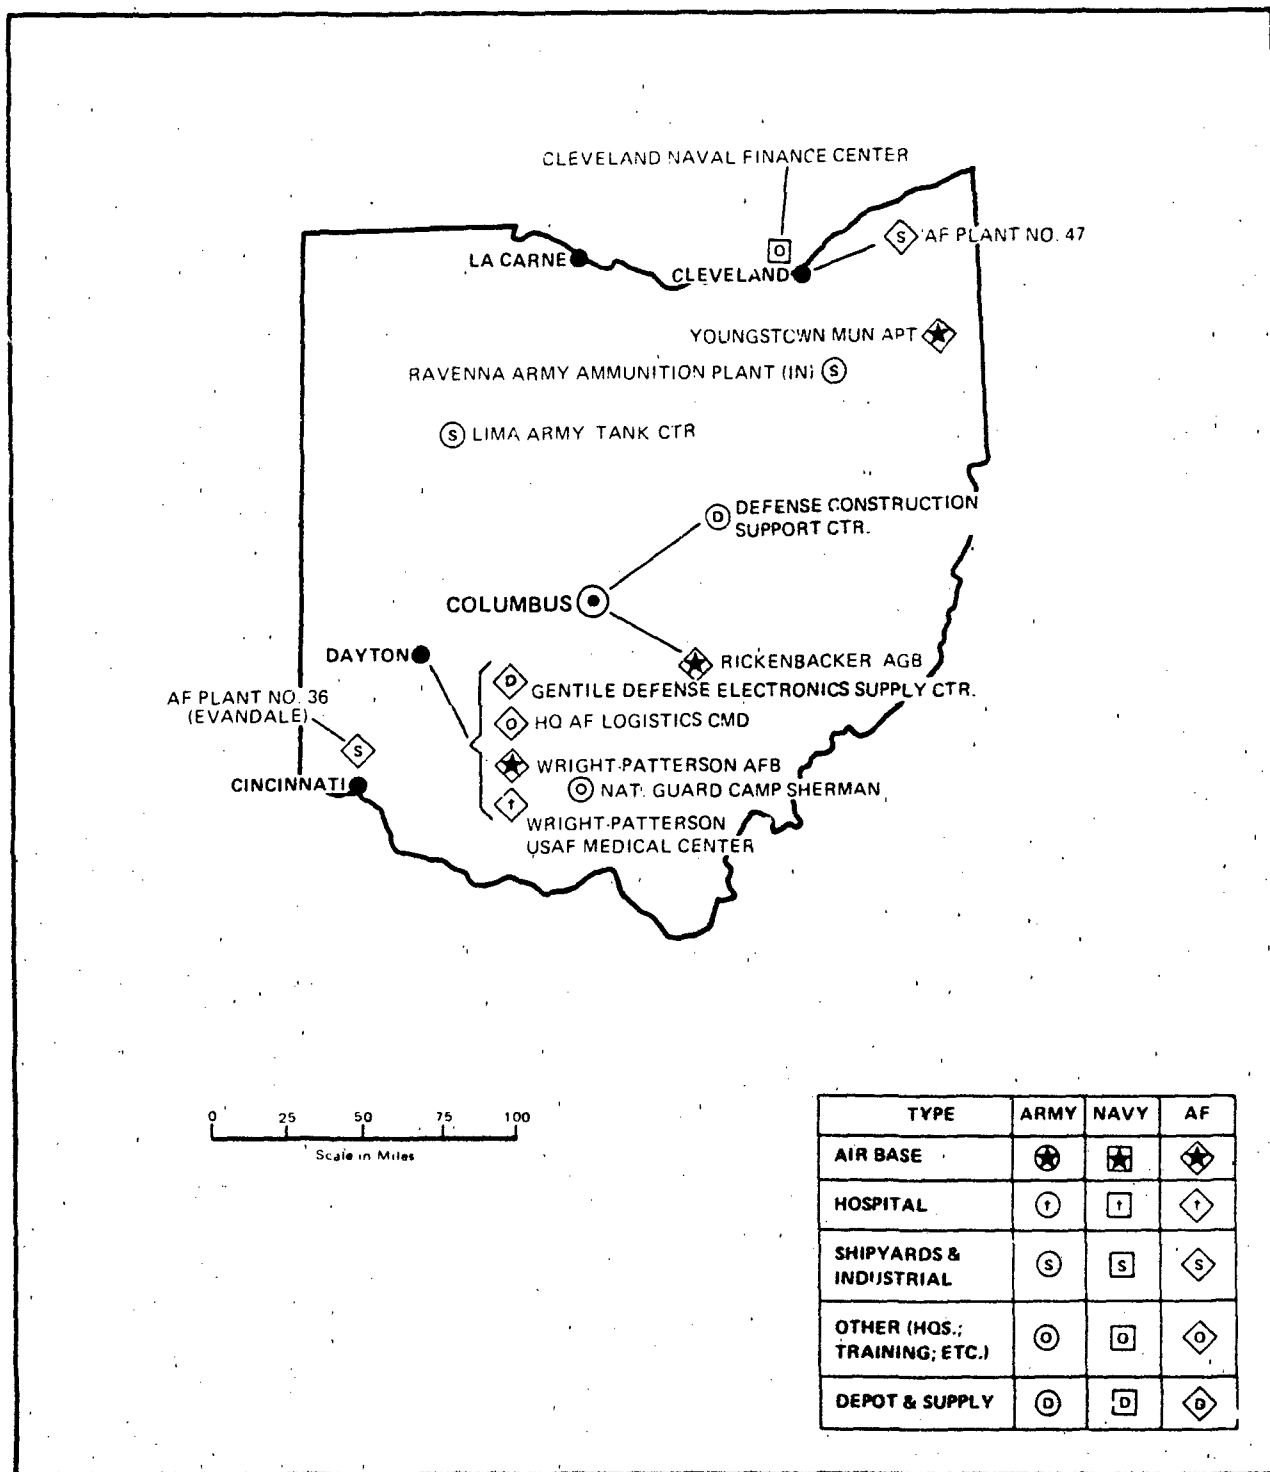 CLEVELAND NAVAL FINANCE CENTER
O
S AF PLANT NO. 47
LA CARNE
CLEVELAND
YOUNGSTOWN MUN APT
RAVENNA ARMY AMMUNITION PLANT (IN) S
S LIMA ARMY TANK CTR
D DEFENSE CONSTRUCTION
SUPPORT CTR.
COLUMBUS
DAYTON
RICKENBACKER AGB
D GENTILE DEFENSE ELECTRONICS SUPPLY CTR.
AF PLANT NO. 36
(EVANDALE)
S
O HQ AF LOGISTICS CMD
WRIGHT-PATTERSON AFB
CINCINNATI
O NAT. GUARD CAMP SHERMAN
WRIGHT-PATTERSON
USAF MEDICAL CENTER
0 25 50 75 100
Scale in Miles
TYPE ARMY NAVY AF
AIR BASE
HOSPITAL
SHIPYARDS &
INDUSTRIAL S S S
OTHER (HQS.;
TRAINING; ETC.) O O O
DEPOT & SUPPLY D D D